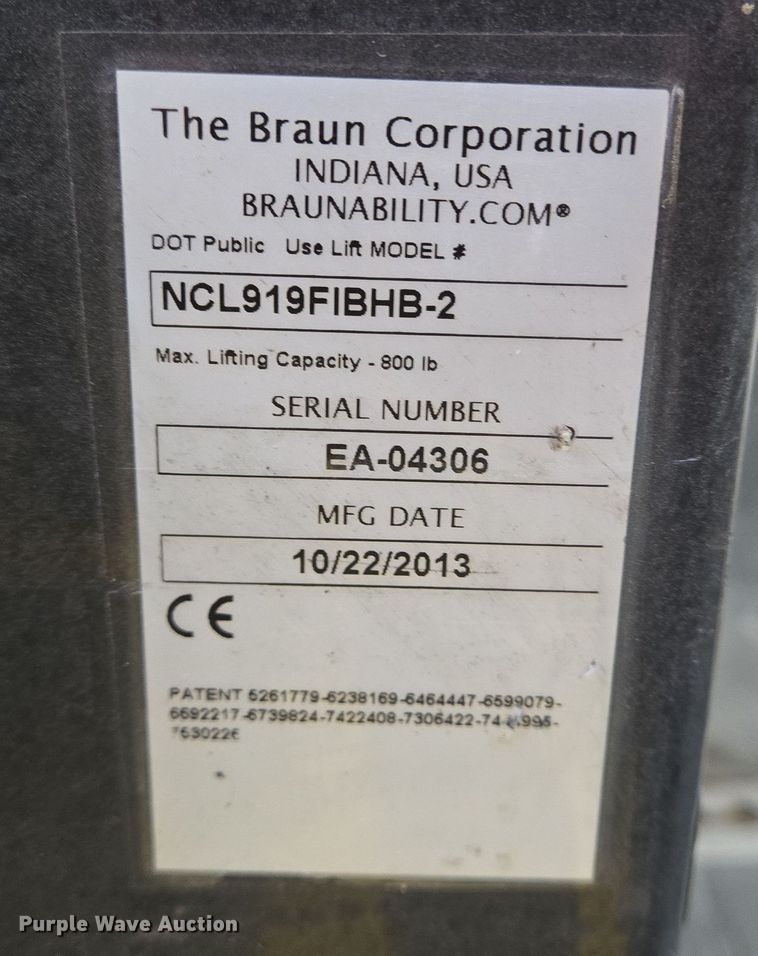 The Braun Corporation
INDIANA, USA
BRAUNABILITY.COM®
DOT Public Use Lift MODEL #
NCL919FIBHB-2
Max. Lifting Capacity - 800 lb
SERIAL NUMBER
EA-04306
MFG DATE
10/22/2013
CE
PATENT 6261779-6238169-6464447-6599079-
6692217-6739824-7422408-7306422-
Purple Wave Auction